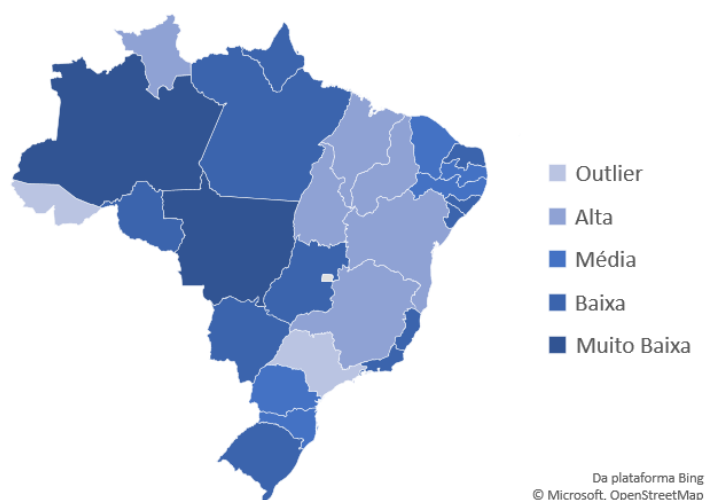 Outlier
Alta
Média
Baixa
Muito Baixa
Da plataforma Bing
© Microsoft, OpenStreetMap